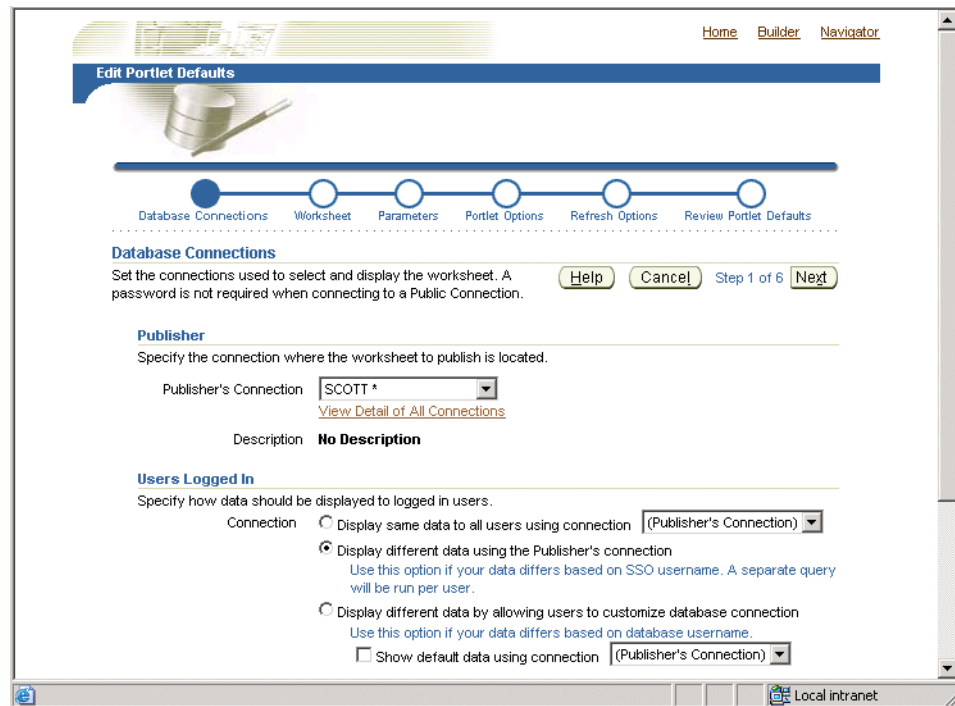 Home Builder Navigator
Edit Portlet Defaults
Database Connections Worksheet Parameters Portlet Options Refresh Options Review Portlet Defaults
Database Connections
Set the connections used to select and display the worksheet. A
password is not required when connecting to a Public Connection.
Help Cancel Step 1 of 6 Next
Publisher
Specify the connection where the worksheet to publish is located.
Publisher's Connection SCOTT *
View Detail of All Connections
Description No Description
Users Logged In
Specify how data should be displayed to logged in users.
Connection Display same data to all users using connection (Publisher's Connection)
Display different data using the Publisher's connection
Use this option if your data differs based on SSO username. A separate query
will be run per user.
Display different data by allowing users to customize database connection
Use this option if your data differs based on database username.
Show default data using connection (Publisher's Connection)
Local intranet